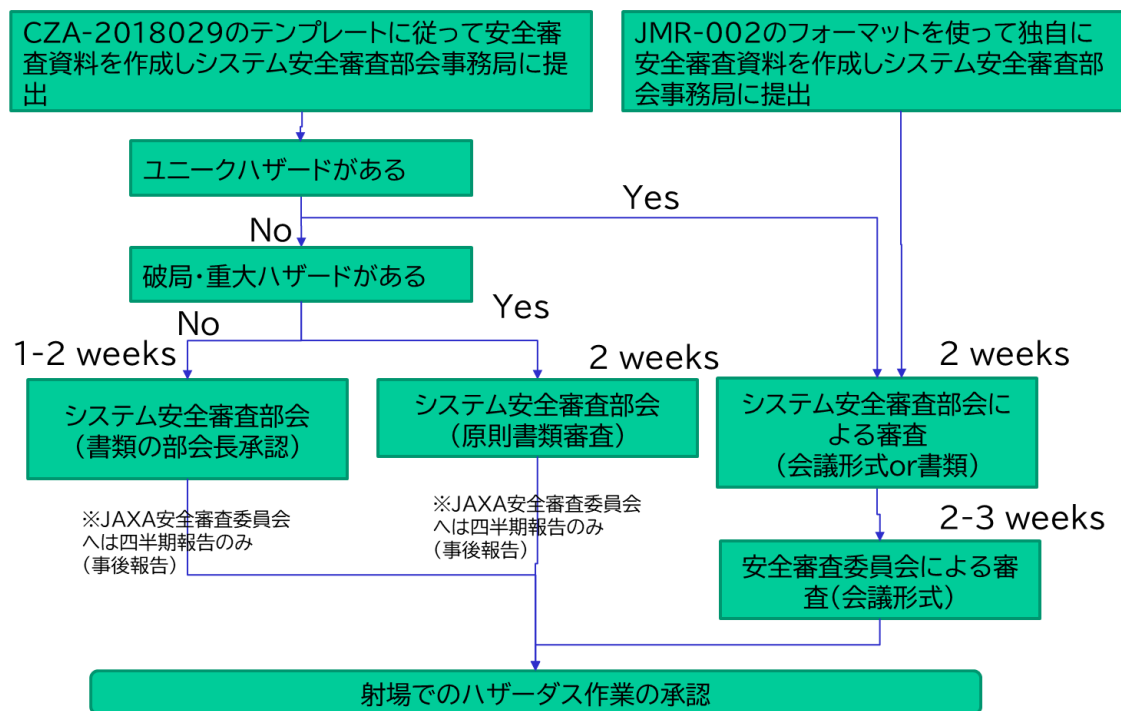 CZA-2018029のテンプレートに従って安全審
査資料を作成しシステム安全審査部会事務局に提
出
JMR-002のフォーマットを使って独自に
安全審査資料を作成しシステム安全審査部
会事務局に提出
ユニークハザードがある
Yes
No
破局・重大ハザードがある
No
Yes
1-2 weeks
2 weeks
2 weeks
システム安全審査部会
（書類の部会長承認）
システム安全審査部会
（原則書類審査）
システム安全審査部会に
よる審査
（会議形式or書類）
※JAXA安全審査委員会
へは四半期報告のみ
（事後報告）
※JAXA安全審査委員会
へは四半期報告のみ
（事後報告）
2-3 weeks
安全審査委員会による審
査（会議形式）
射場でのハザーダス作業の承認